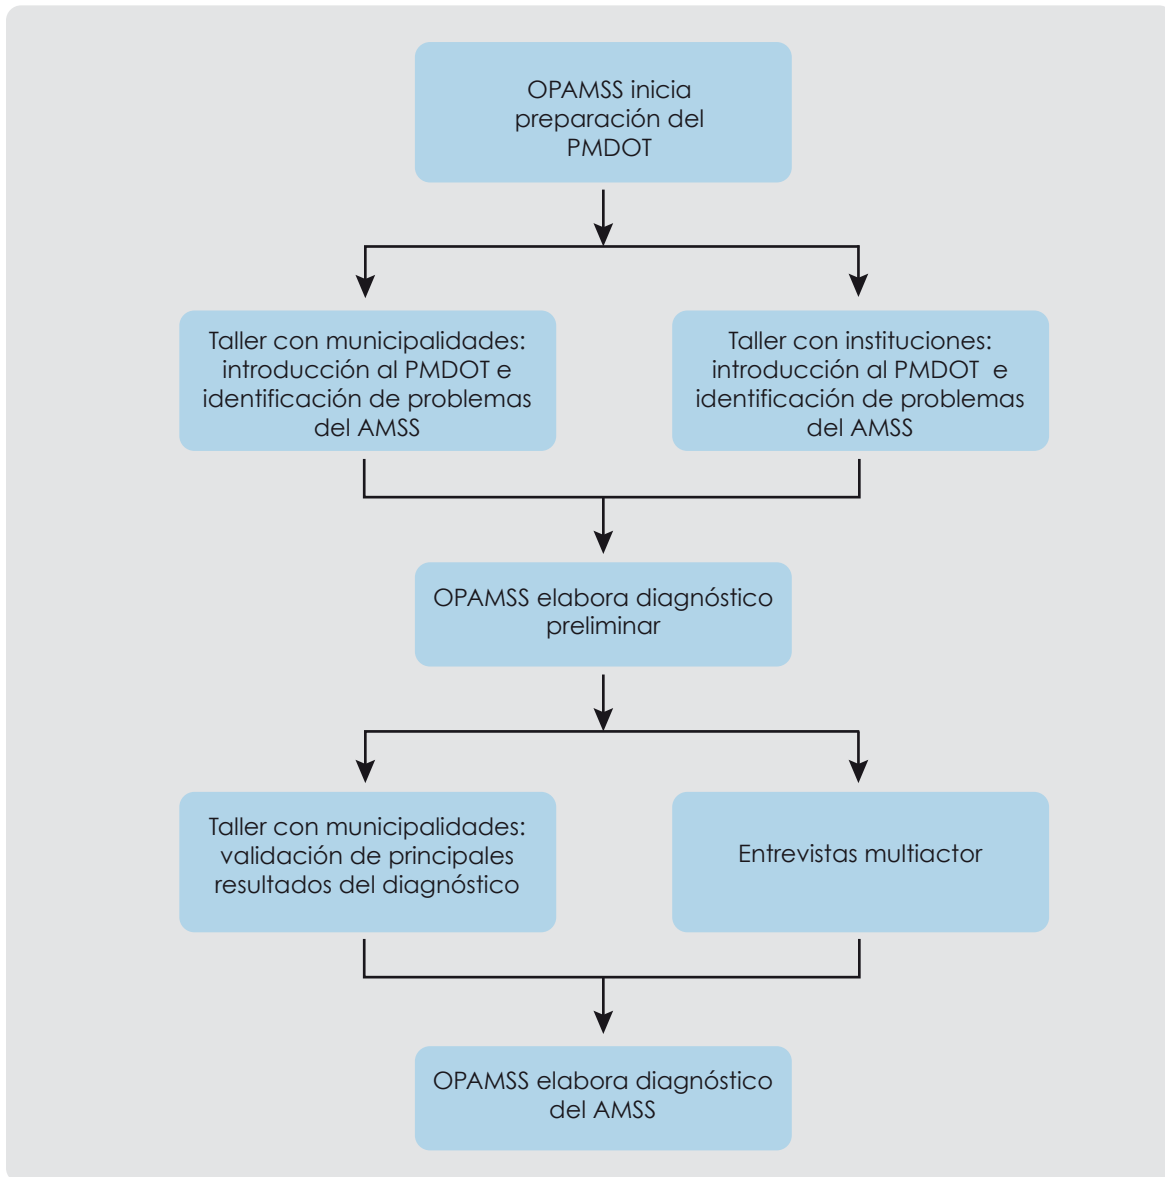 OPAMSS inicia
preparación del
PMDOT
Taller con municipalidades:
introducción al PMDOT e
identificación de problemas
del AMSS
Taller con instituciones:
introducción al PMDOT e
identificación de problemas
del AMSS
OPAMSS elabora diagnóstico
preliminar
Taller con municipalidades:
validación de principales
resultados del diagnóstico
Entrevistas multiactor
OPAMSS elabora diagnóstico
del AMSS